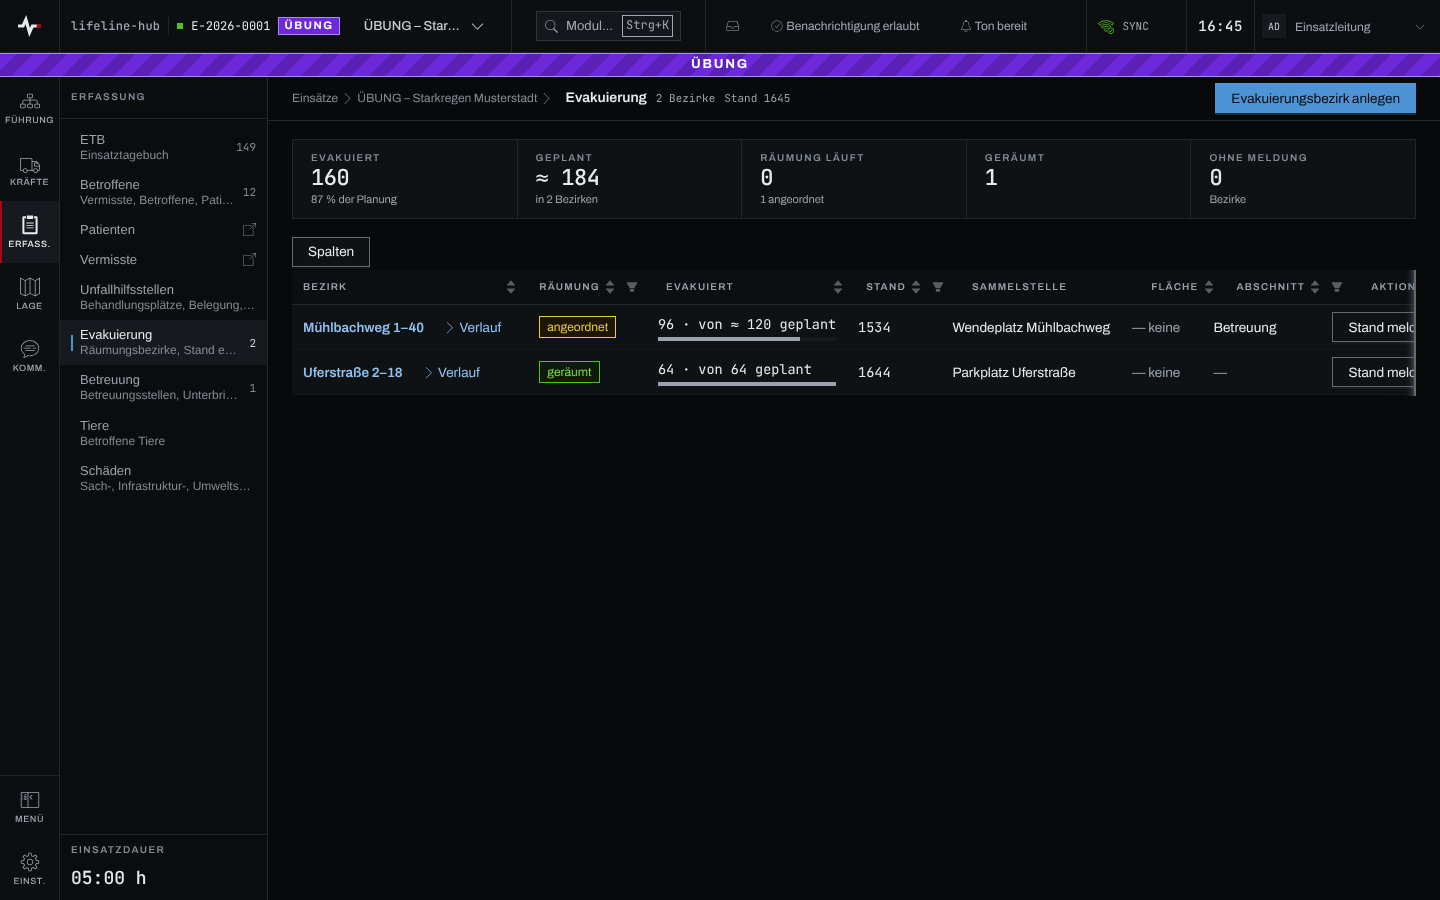 lifeline-hub E-2026-0001 ÜBUNG ÜBUNG – Star... Modul... Strg+K Benachrichtigung erlaubt Ton bereit SYNC 16:45 AD Einsatzleitung
ÜBUNG
FÜHRUNG
KRÄFTE
ERFASS.
LAGE
KOMM.
MENÜ
EINST.
ERFASSUNG
ETB
Einsatztagebuch
149
Betroffene
Vermisste, Betroffene, Pati...
12
Patienten
Vermisste
Unfallhilfsstellen
Behandlungsplätze, Belegung,...
Evakuierung
Räumungsbezirke, Stand e...
2
Betreuung
Betreuungsstellen, Unterbri...
1
Tiere
Betroffene Tiere
Schäden
Sach-, Infrastruktur-, Umwelts...
EINSATZDAUER
05:00 h
Einsätze ÜBUNG – Starkregen Musterstadt Evakuierung 2 Bezirke Stand 1645
Evakuierungsbezirk anlegen
EVAKUIERT
160
87 % der Planung
GEPLANT
≈ 184
in 2 Bezirken
RÄUMUNG LÄUFT
0
1 angeordnet
GERÄUMT
1
OHNE MELDUNG
0
Bezirke
Spalten
BEZIRK RÄUMUNG EVAKUIERT STAND SAMMELSTELLE FLÄCHE ABSCHNITT AKTION
Mühlbachweg 1–40 Verlauf angeordnet 96 · von ≈ 120 geplant 1534 Wendeplatz Mühlbachweg — keine Betreuung Stand meld
Uferstraße 2–18 Verlauf geräumt 64 · von 64 geplant 1644 Parkplatz Uferstraße — keine — Stand meld